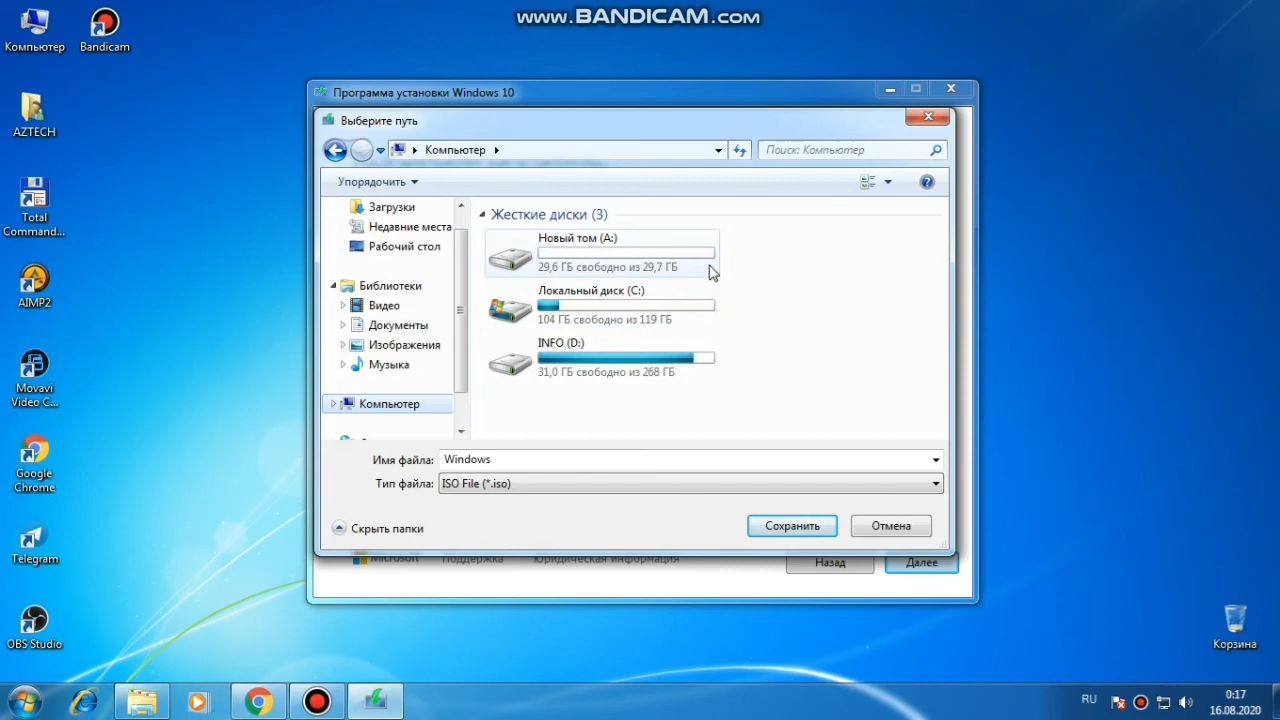 www.BANDICAM.com
Компьютер
Bandicam
AZTECH
Total
Command...
AIMP2
Movavi
Video C...
Google
Chrome
Telegram
OBS Studio
Корзина
Программа установки Windows 10
Выберите путь
Компьютер
Поиск: Компьютер
Упорядочить
Загрузки
Недавние места
Рабочий стол
Библиотеки
Видео
Документы
Изображения
Музыка
Компьютер
Жесткие диски (3)
Новый том (A:)
29,6 ГБ свободно из 29,7 ГБ
Локальный диск (C:)
104 ГБ свободно из 119 ГБ
INFO (D:)
31,0 ГБ свободно из 268 ГБ
Имя файла: Windows
Тип файла: ISO File (*.iso)
Скрыть папки
Сохранить
Отмена
Microsoft Поддержка Юридическая информация
Назад
Далее
RU
0:17
16.08.2020